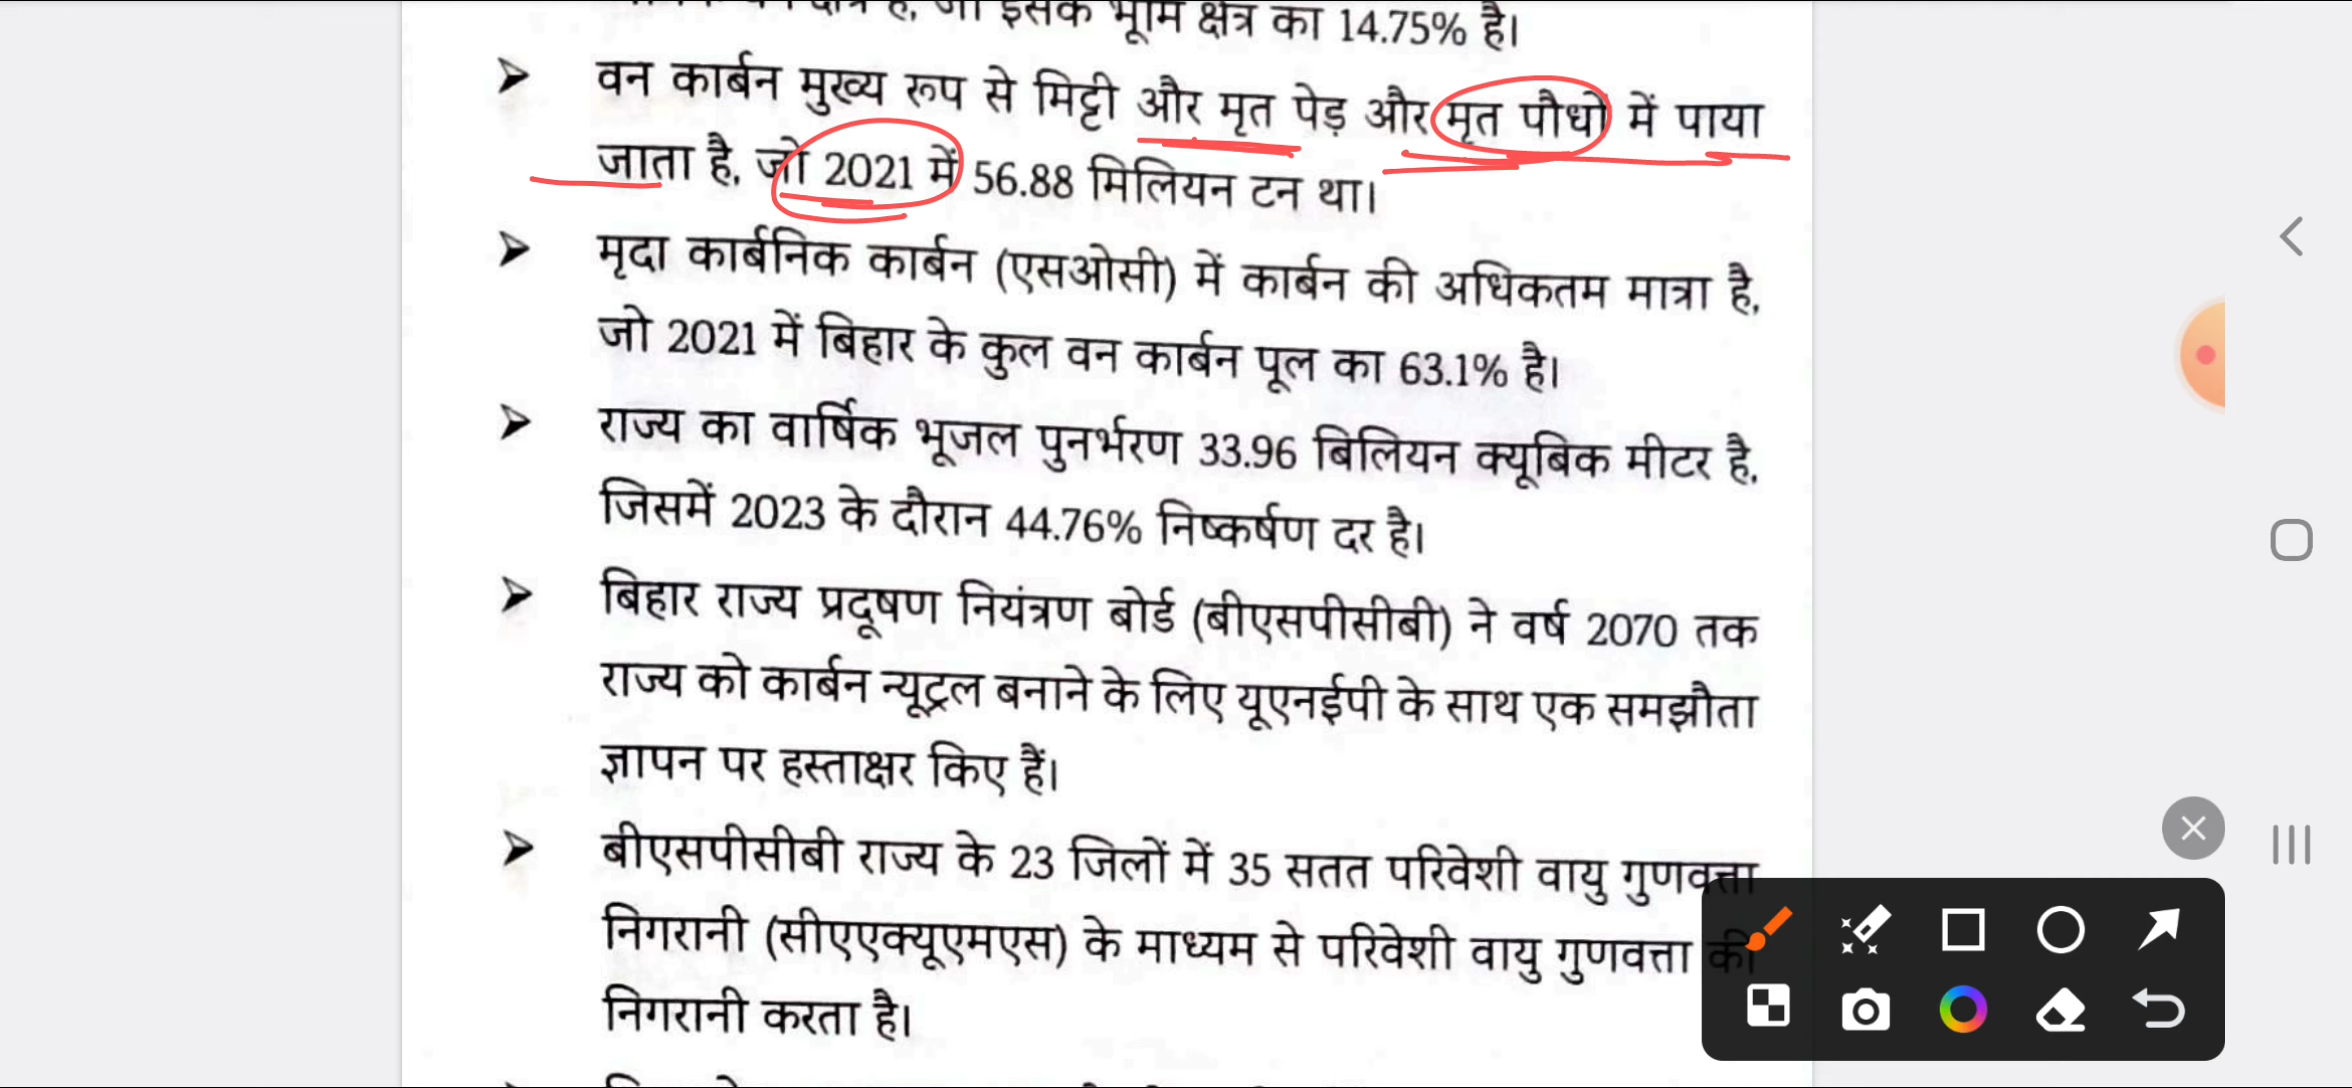 इसके भूमि क्षेत्र का 14.75% है।
➤ वन कार्बन मुख्य रूप से मिट्टी और मृत पेड़ और मृत पौधों में पाया
जाता है, जो 2021 में 56.88 मिलियन टन था।
➤ मृदा कार्बनिक कार्बन (एसओसी) में कार्बन की अधिकतम मात्रा है,
जो 2021 में बिहार के कुल वन कार्बन पूल का 63.1% है।
➤ राज्य का वार्षिक भूजल पुनर्भरण 33.96 बिलियन क्यूबिक मीटर है,
जिसमें 2023 के दौरान 44.76% निष्कर्षण दर है।
➤ बिहार राज्य प्रदूषण नियंत्रण बोर्ड (बीएसपीसीबी) ने वर्ष 2070 तक
राज्य को कार्बन न्यूट्रल बनाने के लिए यूएनईपी के साथ एक समझौता
ज्ञापन पर हस्ताक्षर किए हैं।
➤ बीएसपीसीबी राज्य के 23 जिलों में 35 सतत परिवेशी वायु गुणवत्ता
निगरानी (सीएएक्यूएमएस) के माध्यम से परिवेशी वायु गुणवत्ता की
निगरानी करता है।